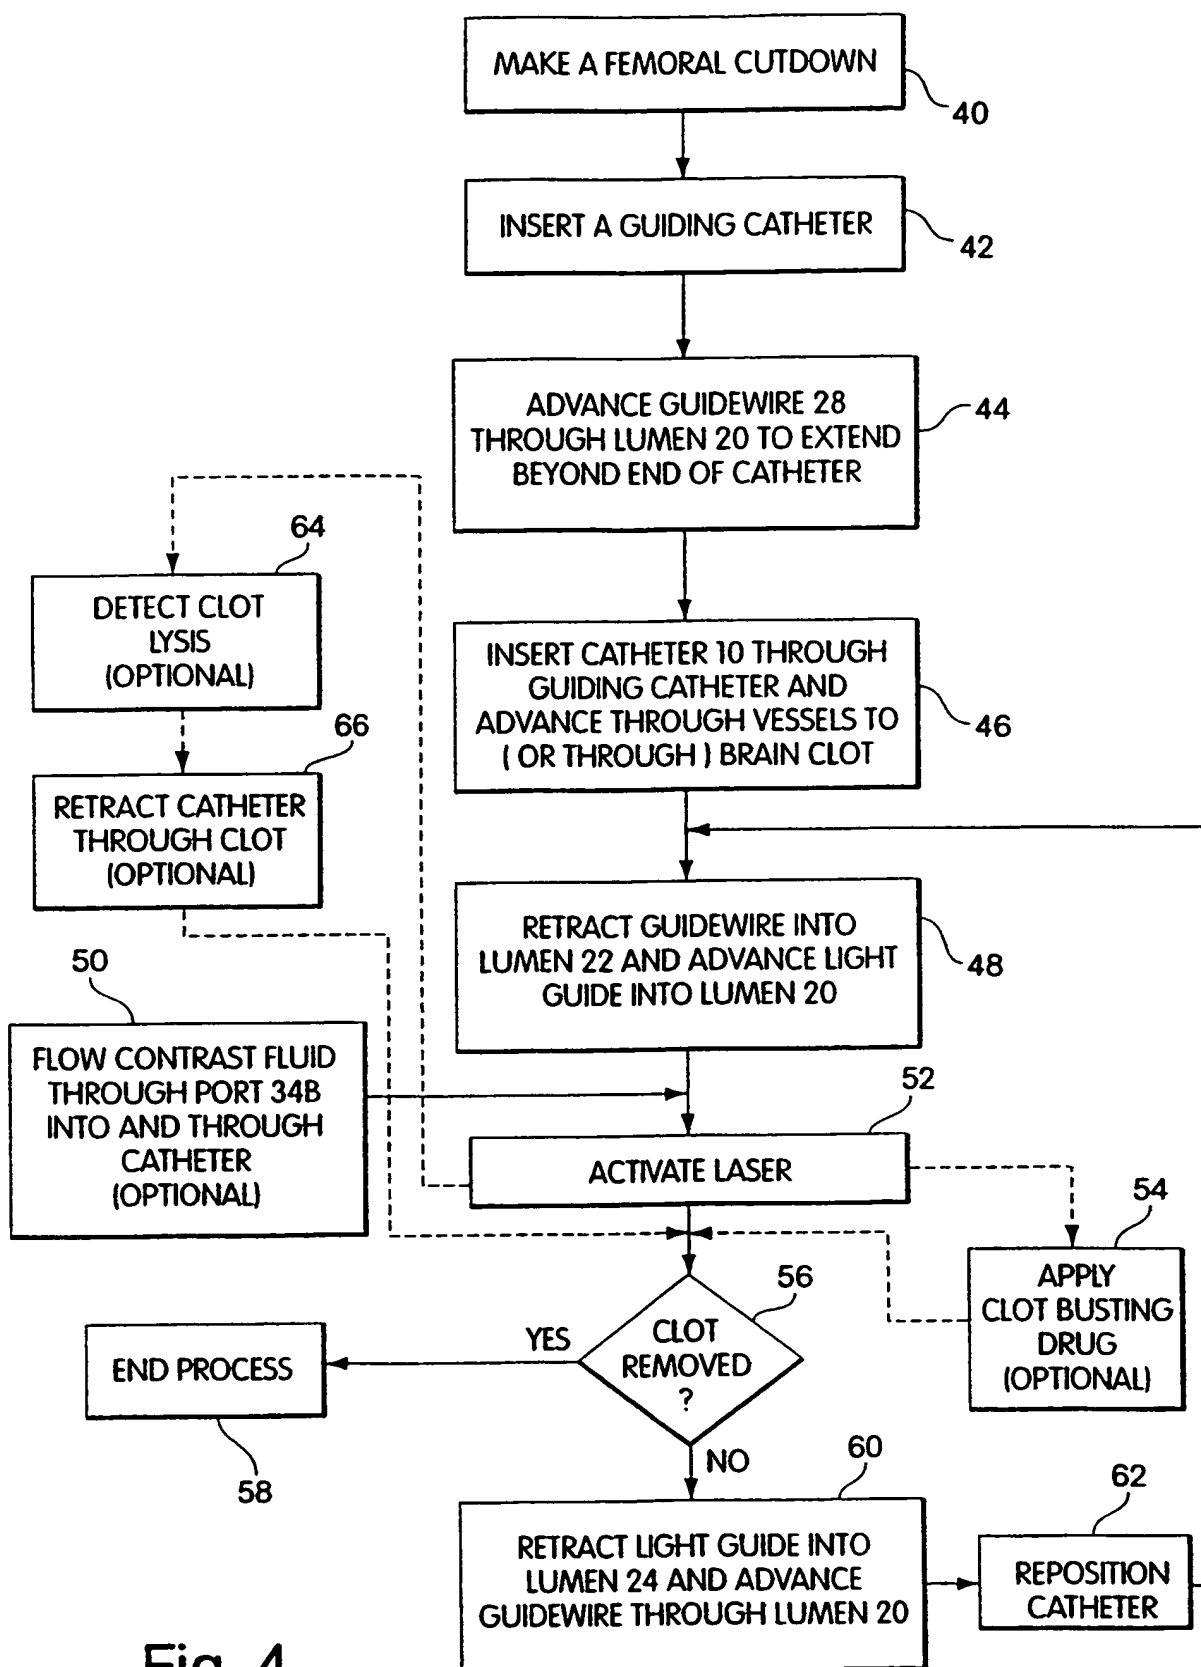 MAKE A FEMORAL CUTDOWN
40
INSERT A GUIDING CATHETER
42
ADVANCE GUIDEWIRE 28
THROUGH LUMEN 20 TO EXTEND
BEYOND END OF CATHETER
44
64
DETECT CLOT
LYSIS
(OPTIONAL)
INSERT CATHETER 10 THROUGH
GUIDING CATHETER AND
ADVANCE THROUGH VESSELS TO
( OR THROUGH ) BRAIN CLOT
46
66
RETRACT CATHETER
THROUGH CLOT
(OPTIONAL)
RETRACT GUIDEWIRE INTO
LUMEN 22 AND ADVANCE LIGHT
GUIDE INTO LUMEN 20
48
50
FLOW CONTRAST FLUID
THROUGH PORT 34B
INTO AND THROUGH
CATHETER
(OPTIONAL)
52
ACTIVATE LASER
54
APPLY
CLOT BUSTING
DRUG
(OPTIONAL)
56
CLOT
REMOVED
?
YES
END PROCESS
58
NO
60
RETRACT LIGHT GUIDE INTO
LUMEN 24 AND ADVANCE
GUIDEWIRE THROUGH LUMEN 20
62
REPOSITION
CATHETER
Fig. 4